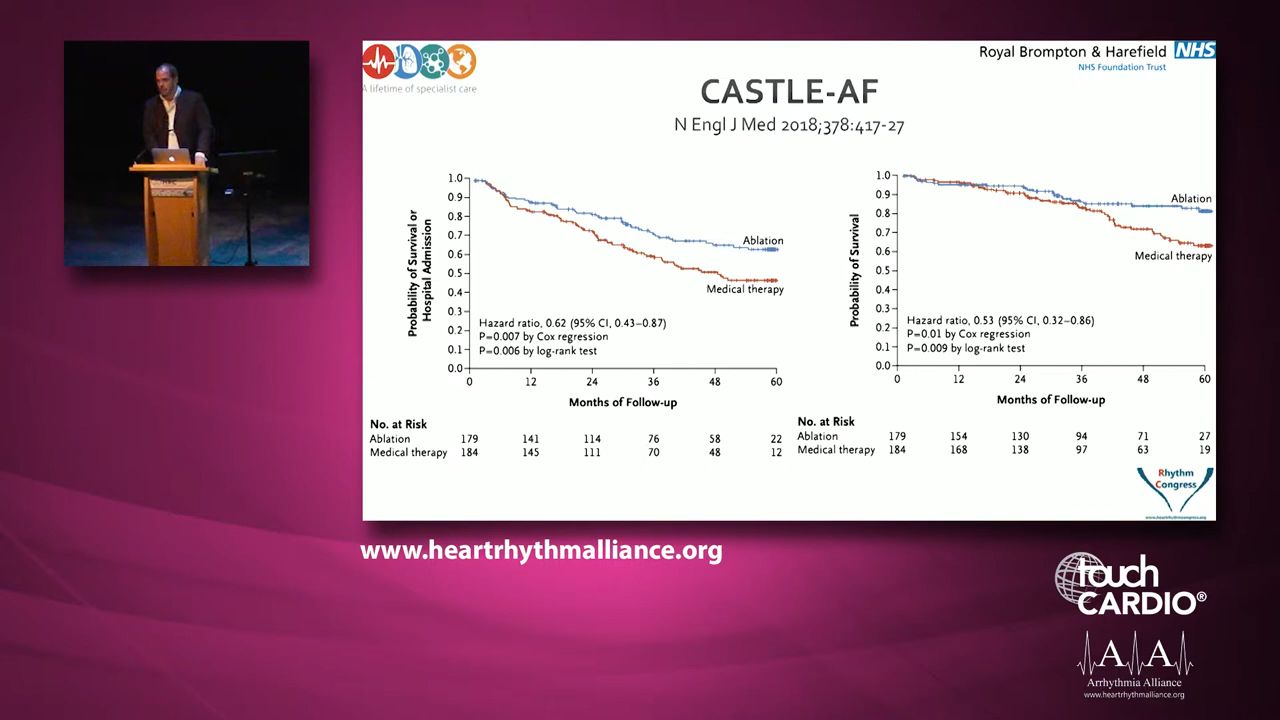 A lifetime of specialist care
Royal Brompton & Harefield NHS
NHS Foundation Trust
CASTLE-AF
N Engl J Med 2018;378:417-27
Probability of Survival or
Hospital Admission
1.0
0.9
0.8
0.7
0.6
0.5
0.4
0.3
0.2
0.1
0.0
Ablation
Medical therapy
Hazard ratio, 0.62 (95% CI, 0.43–0.87)
P=0.007 by Cox regression
P=0.006 by log-rank test
0 12 24 36 48 60
Months of Follow-up
No. at Risk
Ablation 179 141 114 76 58 22
Medical therapy 184 145 111 70 48 12
Probability of Survival
1.0
0.9
0.8
0.7
0.6
0.5
0.4
0.3
0.2
0.1
0.0
Ablation
Medical therapy
Hazard ratio, 0.53 (95% CI, 0.32–0.86)
P=0.01 by Cox regression
P=0.009 by log-rank test
0 12 24 36 48 60
Months of Follow-up
No. at Risk
Ablation 179 154 130 94 71 27
Medical therapy 184 168 138 97 63 19
Rhythm
Congress
www.heartrhythmcongress.org
www.heartrhythmalliance.org
touch
CARDIO®
A A
Arrhythmia Alliance
www.heartrhythmalliance.org